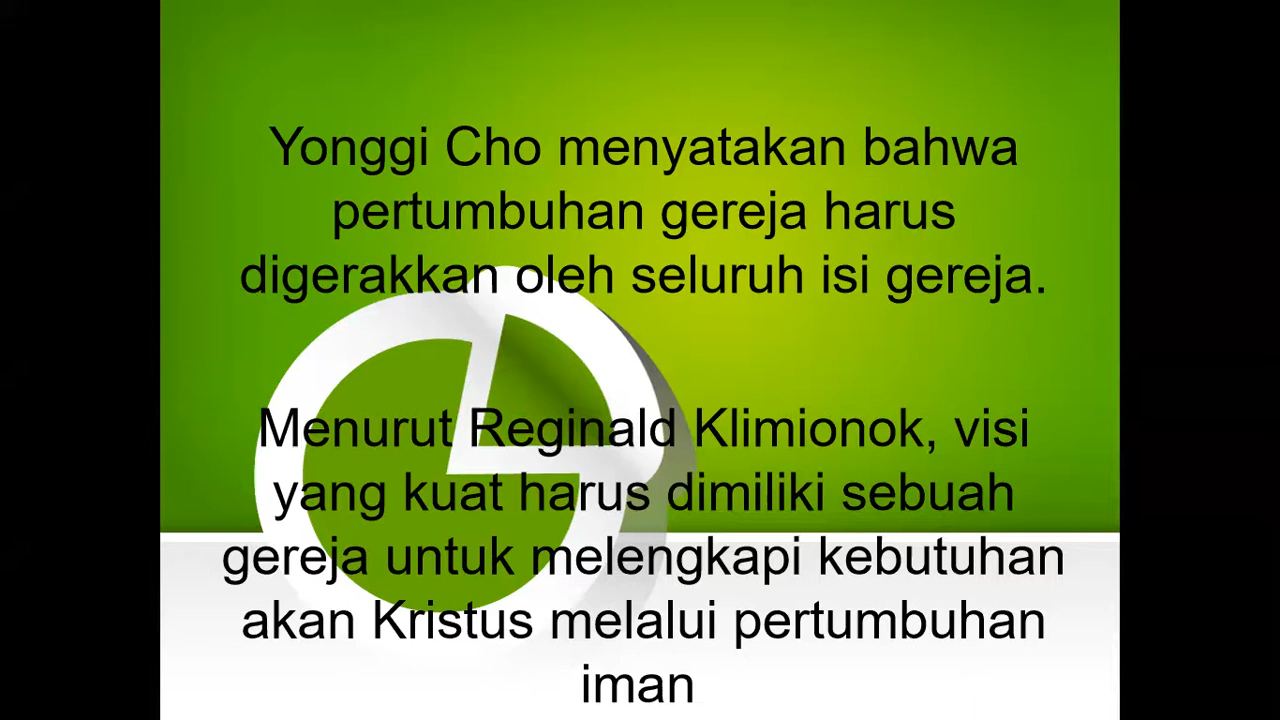 Yonggi Cho menyatakan bahwa
pertumbuhan gereja harus
digerakkan oleh seluruh isi gereja.
Menurut Reginald Klimionok, visi
yang kuat harus dimiliki sebuah
gereja untuk melengkapi kebutuhan
akan Kristus melalui pertumbuhan
iman